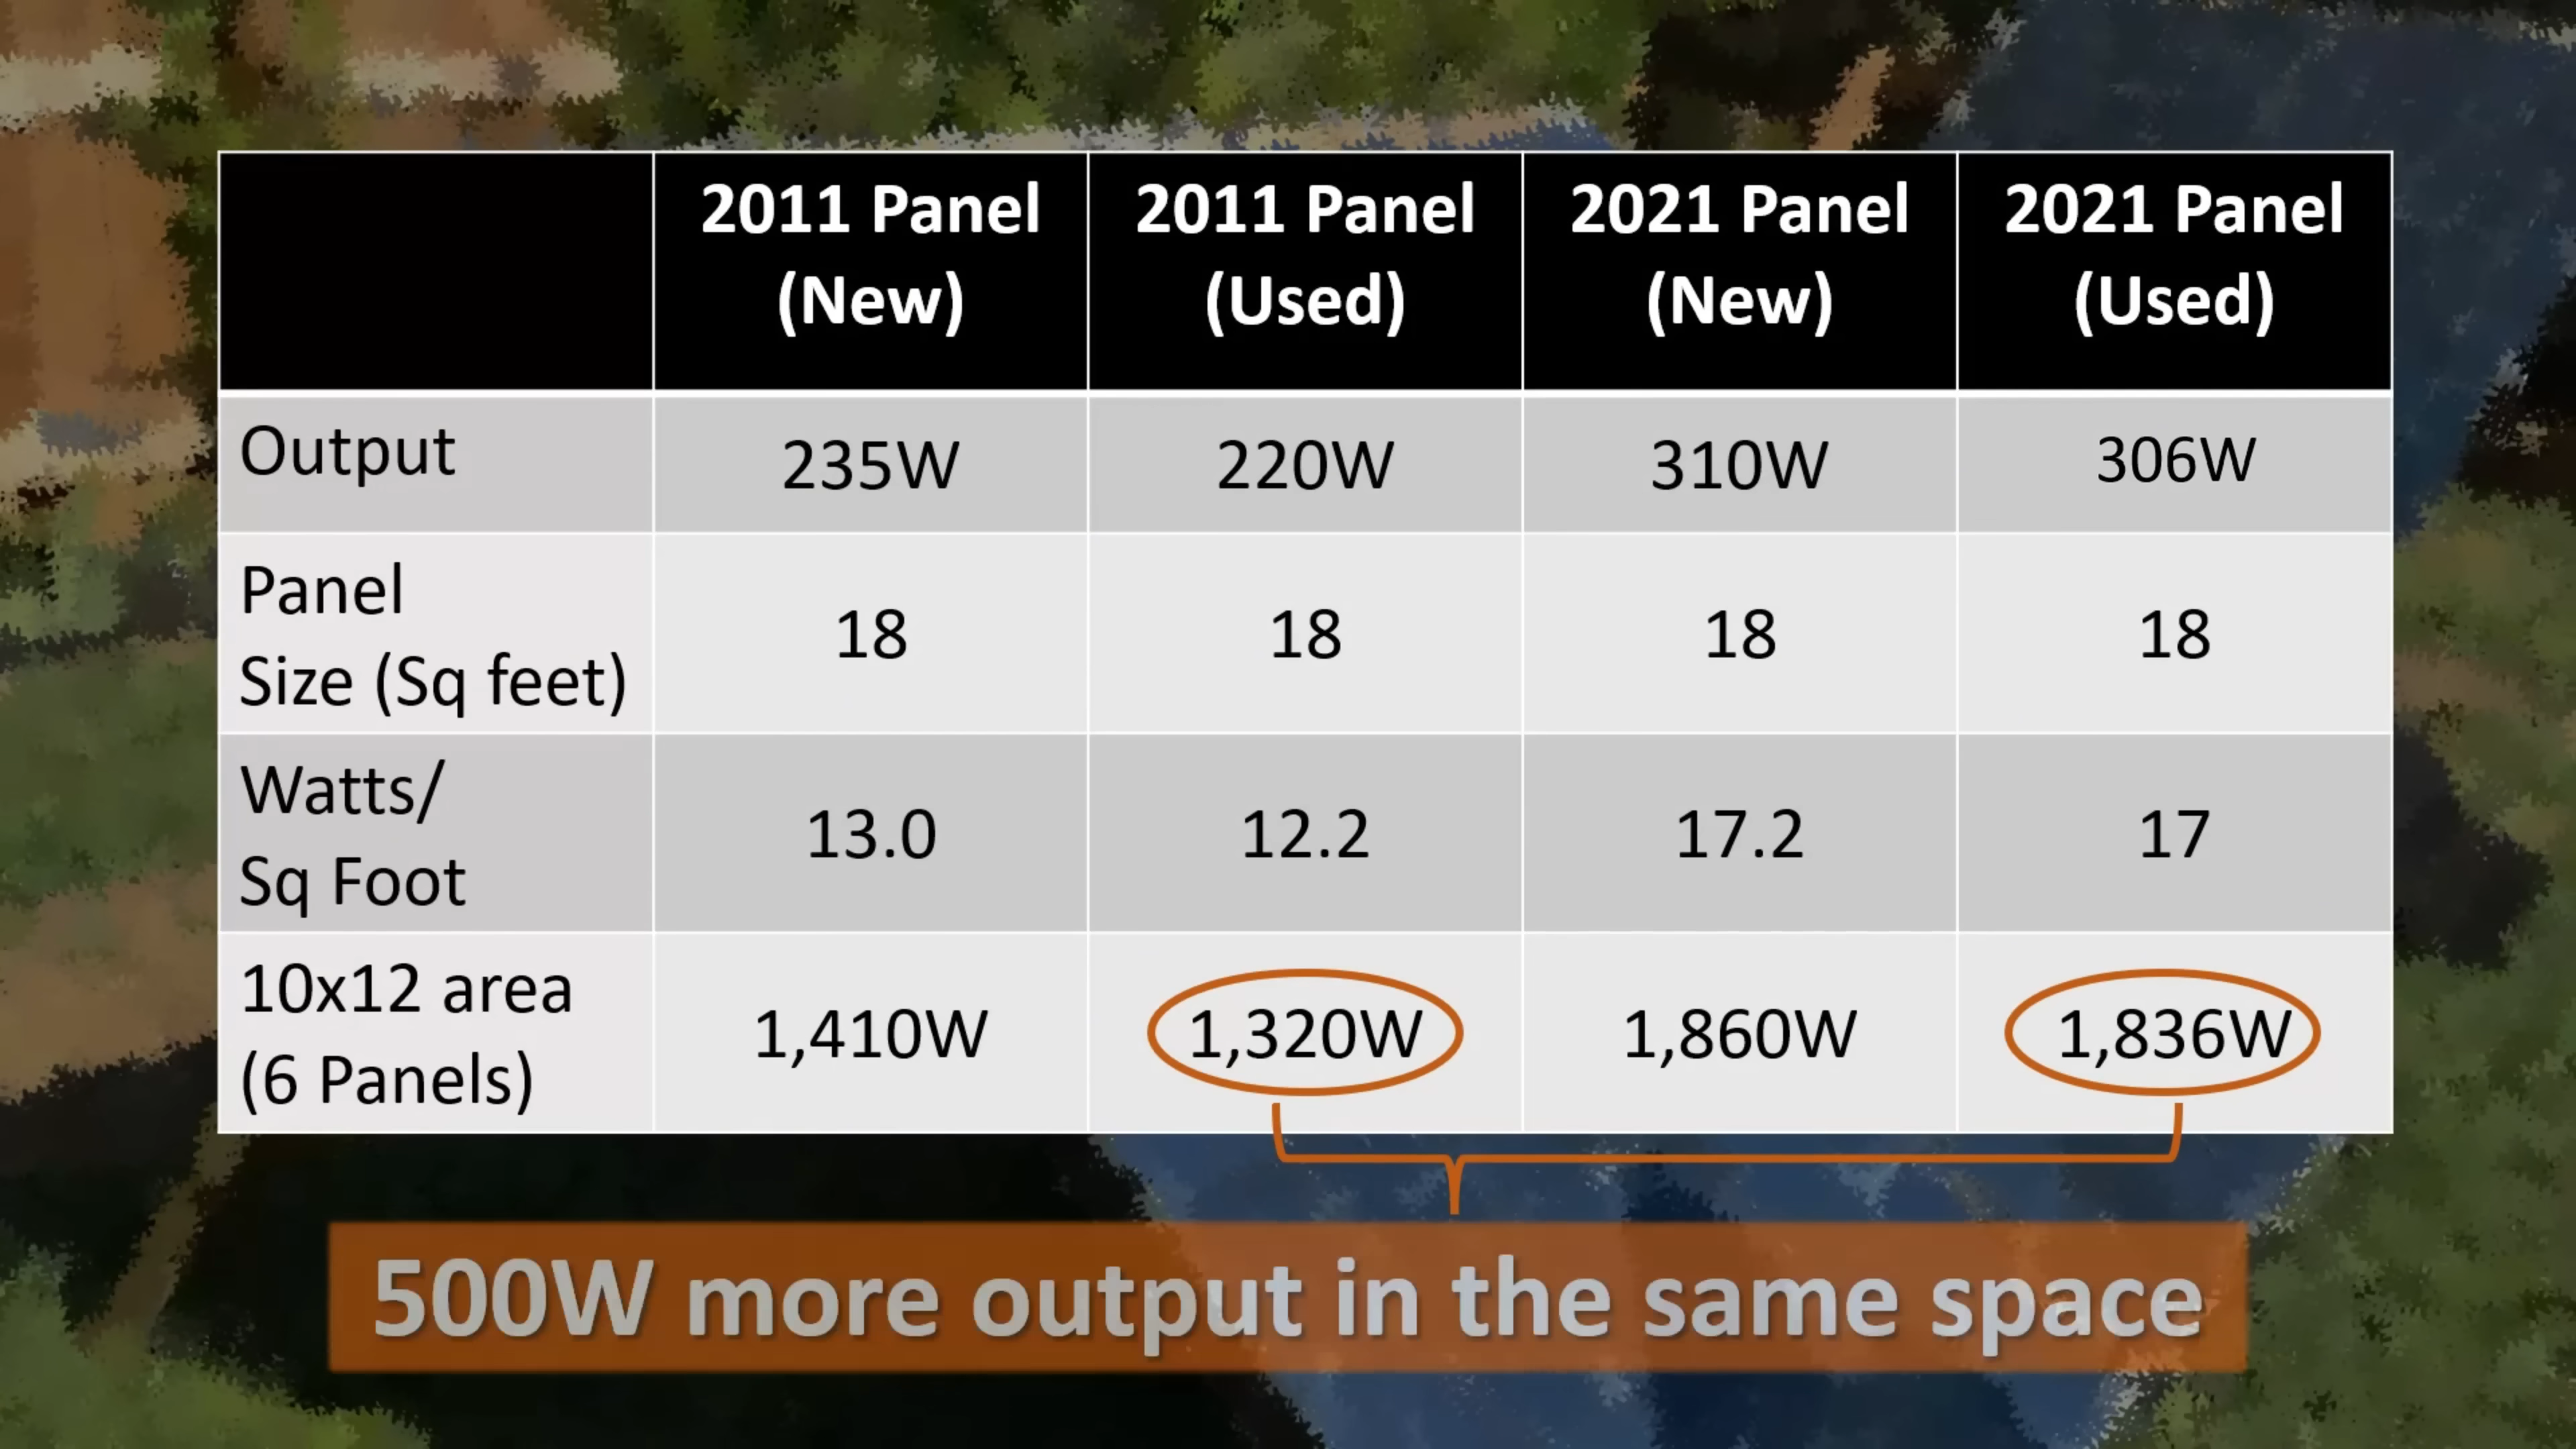 2011 Panel (New)
2011 Panel (Used)
2021 Panel (New)
2021 Panel (Used)
Output 235W 220W 310W 306W
Panel
Size (Sq feet) 18 18 18 18
Watts/
Sq Foot 13.0 12.2 17.2 17
10x12 area
(6 Panels) 1,410W 1,320W 1,860W 1,836W
500W more output in the same space